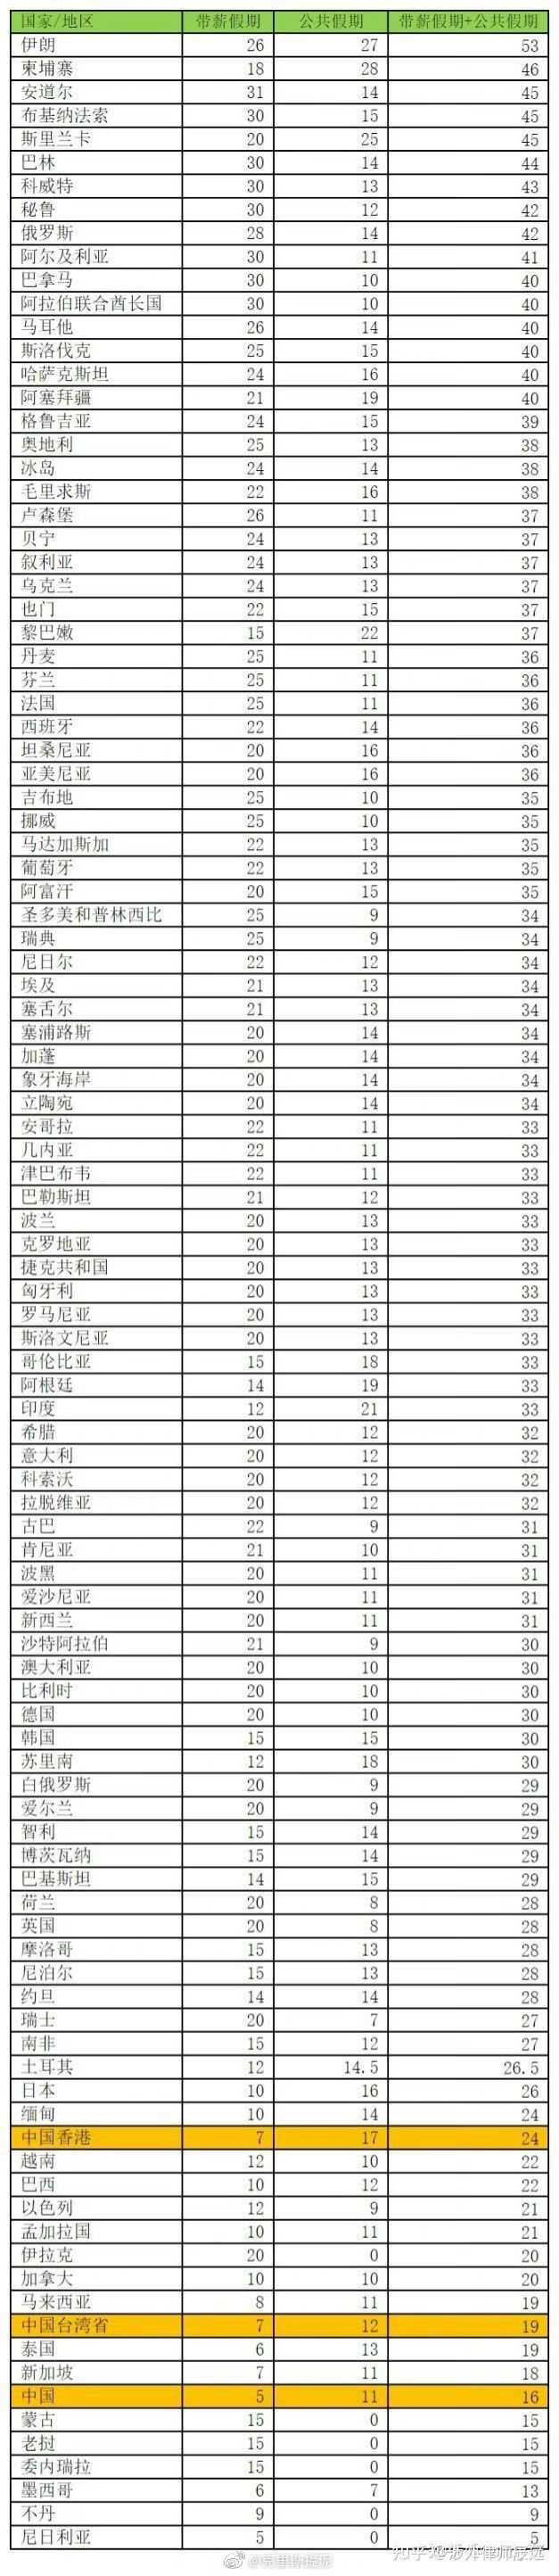 国家/地区 带薪假期 公共假期 带薪假期+公共假期
伊朗 26 27 53
柬埔寨 18 28 46
安道尔 31 14 45
布基纳法索 30 15 45
斯里兰卡 20 25 45
巴林 30 14 44
科威特 30 13 43
秘鲁 30 12 42
俄罗斯 28 14 42
阿尔及利亚 30 11 41
巴拿马 30 10 40
阿拉伯联合酋长国 30 10 40
马耳他 26 14 40
斯洛伐克 25 15 40
哈萨克斯坦 24 16 40
阿塞拜疆 21 19 40
格鲁吉亚 24 15 39
奥地利 25 13 38
冰岛 24 14 38
毛里求斯 22 16 38
卢森堡 26 11 37
贝宁 24 13 37
叙利亚 24 13 37
乌克兰 24 13 37
也门 22 15 37
黎巴嫩 15 22 37
丹麦 25 11 36
芬兰 25 11 36
法国 25 11 36
西班牙 22 14 36
坦桑尼亚 20 16 36
亚美尼亚 20 16 36
吉布地 25 10 35
挪威 25 10 35
马达加斯加 22 13 35
葡萄牙 22 13 35
阿富汗 20 15 35
圣多美和普林西比 25 9 34
瑞典 25 9 34
尼日尔 22 12 34
埃及 21 13 34
塞舌尔 21 13 34
塞浦路斯 20 14 34
加蓬 20 14 34
象牙海岸 20 14 34
立陶宛 20 14 34
安哥拉 22 11 33
几内亚 22 11 33
津巴布韦 22 11 33
巴勒斯坦 21 12 33
波兰 20 13 33
克罗地亚 20 13 33
捷克共和国 20 13 33
匈牙利 20 13 33
罗马尼亚 20 13 33
斯洛文尼亚 20 13 33
哥伦比亚 15 18 33
阿根廷 14 19 33
印度 12 21 33
希腊 20 12 32
意大利 20 12 32
科索沃 20 12 32
拉脱维亚 20 12 32
古巴 22 9 31
肯尼亚 21 10 31
波黑 20 11 31
爱沙尼亚 20 11 31
新西兰 20 11 31
沙特阿拉伯 21 9 30
澳大利亚 20 10 30
比利时 20 10 30
德国 20 10 30
韩国 15 15 30
苏里南 12 18 30
白俄罗斯 20 9 29
爱尔兰 20 9 29
智利 15 14 29
博茨瓦纳 15 14 29
巴基斯坦 14 15 29
荷兰 20 8 28
英国 20 8 28
摩洛哥 15 13 28
尼泊尔 15 13 28
约旦 14 14 28
瑞士 20 7 27
南非 15 12 27
土耳其 12 14.5 26.5
日本 10 16 26
缅甸 10 14 24
中国香港 7 17 24
越南 12 10 22
巴西 10 12 22
以色列 12 9 21
孟加拉国 10 11 21
伊拉克 20 0 20
加拿大 10 10 20
马来西亚 8 11 19
中国台湾省 7 12 19
泰国 6 13 19
新加坡 7 11 18
中国 5 11 16
蒙古 15 0 15
老挝 15 0 15
委内瑞拉 15 0 15
墨西哥 6 7 13
不丹 9 0 9
尼日利亚 5 0 5